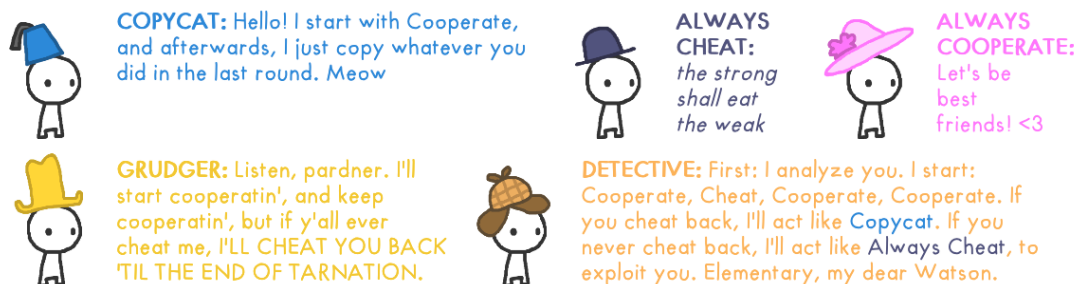 COPYCAT: Hello! I start with Cooperate,
and afterwards, I just copy whatever you
did in the last round. Meow
ALWAYS
CHEAT:
the strong
shall eat
the weak
ALWAYS
COOPERATE:
Let's be
best
friends! <3
GRUDGER: Listen, pardner. I'll
start cooperatin', and keep
cooperatin', but if y'all ever
cheat me, I'LL CHEAT YOU BACK
'TIL THE END OF TARNATION.
DETECTIVE: First: I analyze you. I start:
Cooperate, Cheat, Cooperate, Cooperate. If
you cheat back, I'll act like Copycat. If you
never cheat back, I'll act like Always Cheat, to
exploit you. Elementary, my dear Watson.